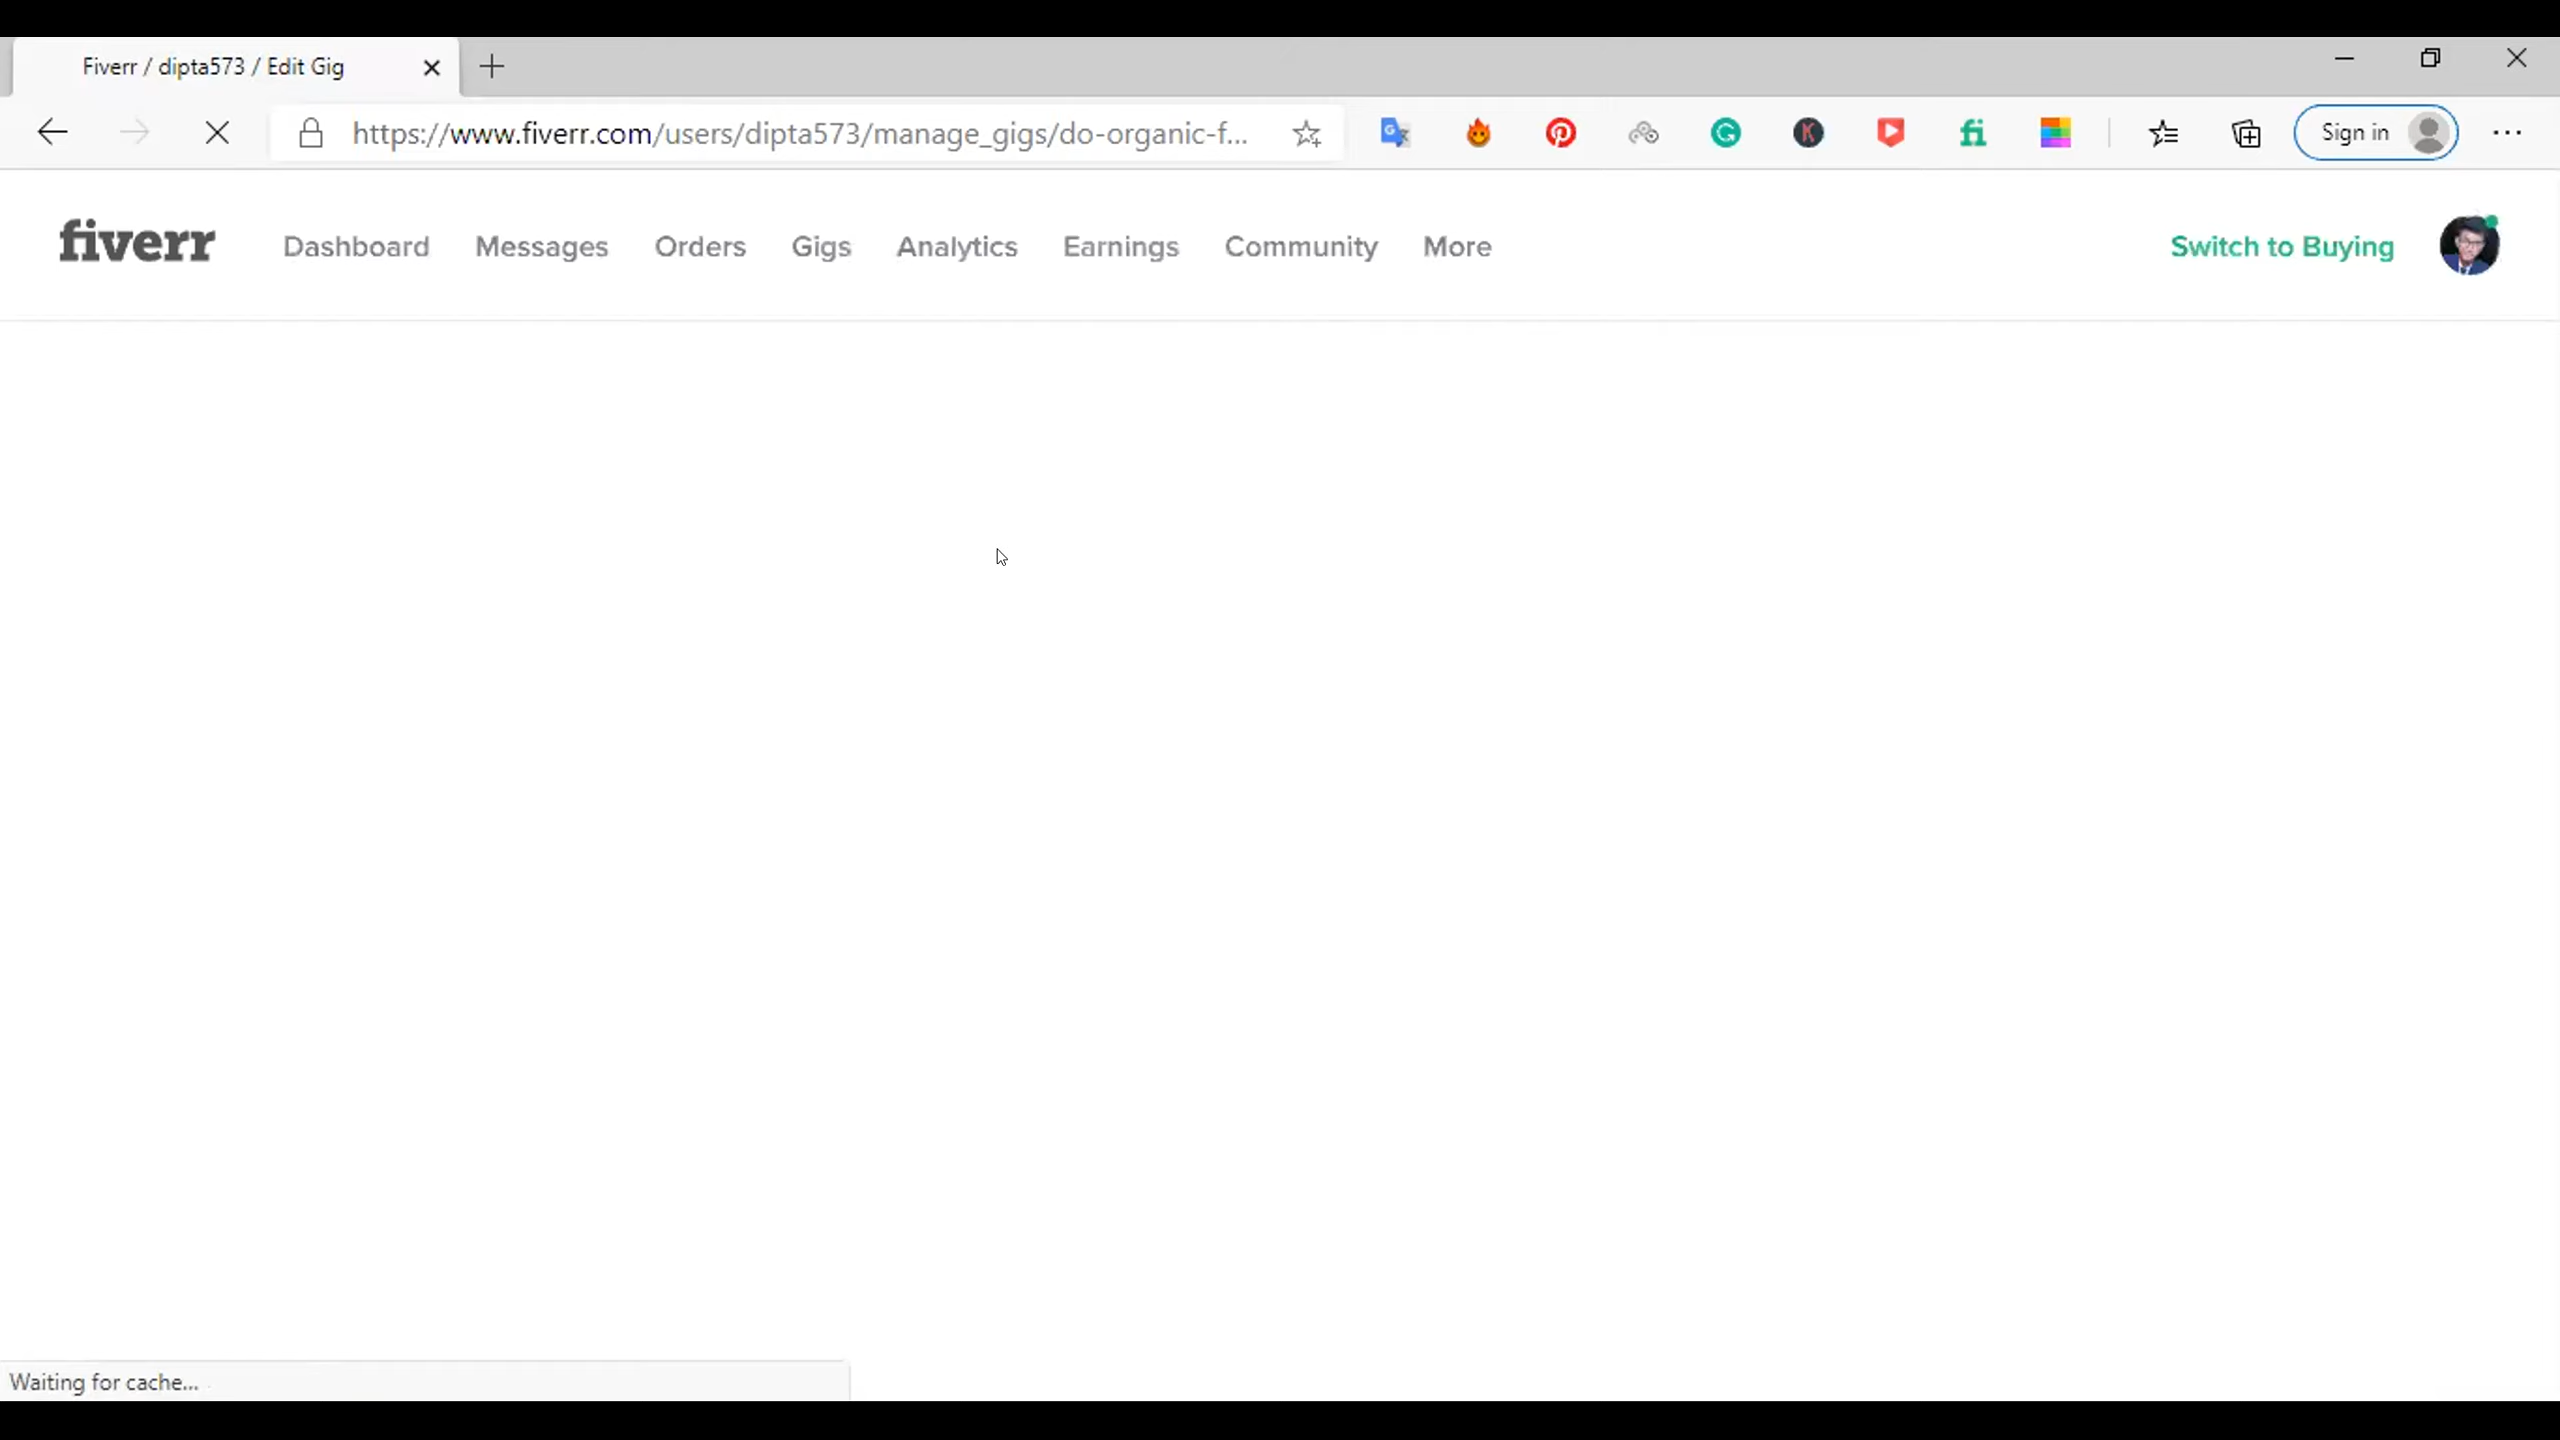 Fiverr / dipta573 / Edit Gig
https://www.fiverr.com/users/dipta573/manage_gigs/do-organic-f...
Sign in
fiverr Dashboard Messages Orders Gigs Analytics Earnings Community More Switch to Buying
Waiting for cache...